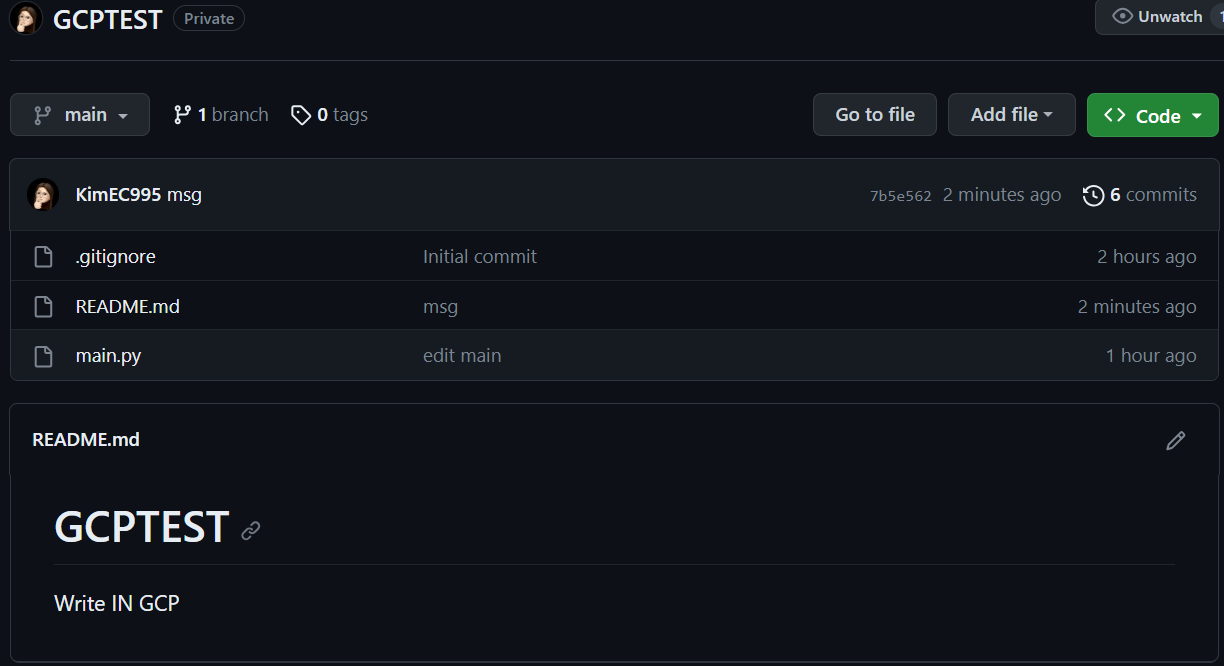 GCPTEST Private Unwatch 1
main 1 branch 0 tags Go to file Add file Code
KimEC995 msg 7b5e562 2 minutes ago 6 commits
.gitignore Initial commit 2 hours ago
README.md msg 2 minutes ago
main.py edit main 1 hour ago
README.md
GCPTEST
Write IN GCP